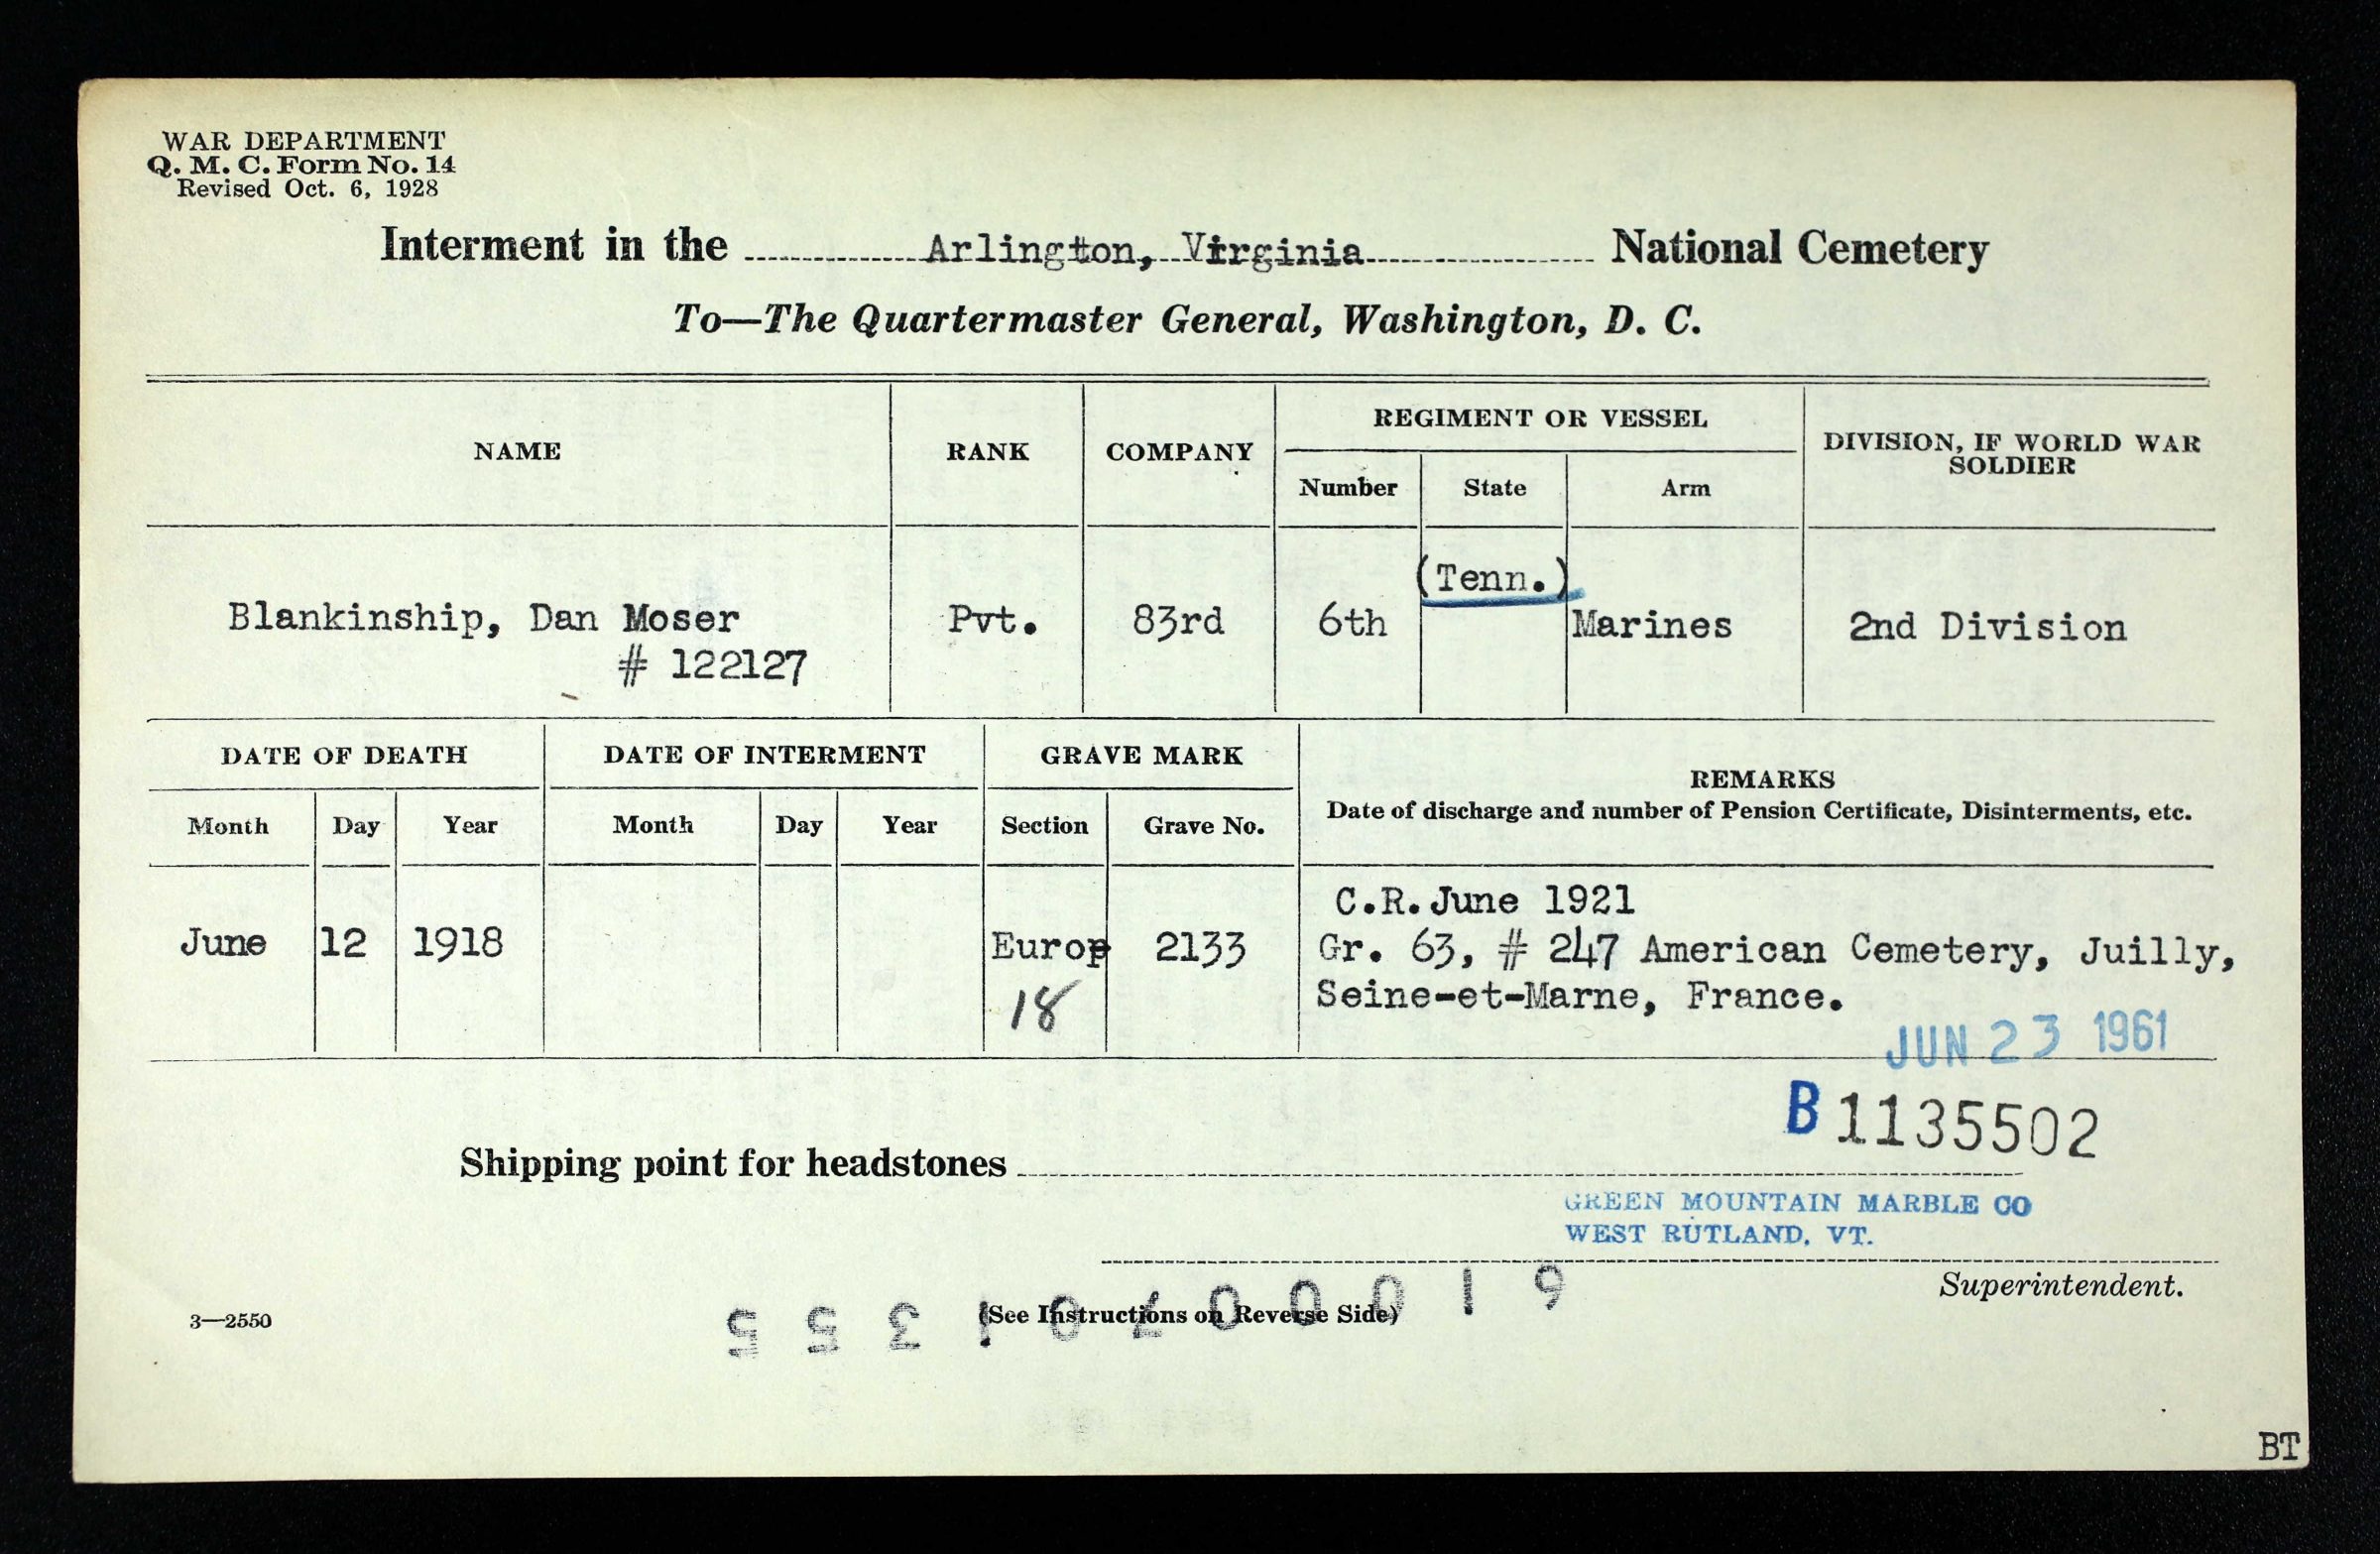 WAR DEPARTMENT
Q. M. C. Form No. 14
Revised Oct. 6, 1928
Interment in the Arlington, Virginia National Cemetery
To—The Quartermaster General, Washington, D. C.
NAME
RANK
COMPANY
REGIMENT OR VESSEL
Number
State
Arm
DIVISION, IF WORLD WAR
SOLDIER
(Tenn.)
Blankinship, Dan Moser Pvt. 83rd 6th Marines 2nd Division
# 122127
DATE OF DEATH
Month Day Year
DATE OF INTERMENT
Month Day Year
GRAVE MARK
Section Grave No.
REMARKS
Date of discharge and number of Pension Certificate, Disinterments, etc.
June 12 1918
Europ 2133
18
C.R. June 1921
Gr. 63, # 247 American Cemetery, Juilly,
Seine-et-Marne, France.
JUN 23 1961
B 1135502
Shipping point for headstones
GREEN MOUNTAIN MARBLE CO
WEST RUTLAND, VT.
Superintendent.
3—2550
(See Instructions on Reverse Side)
BT